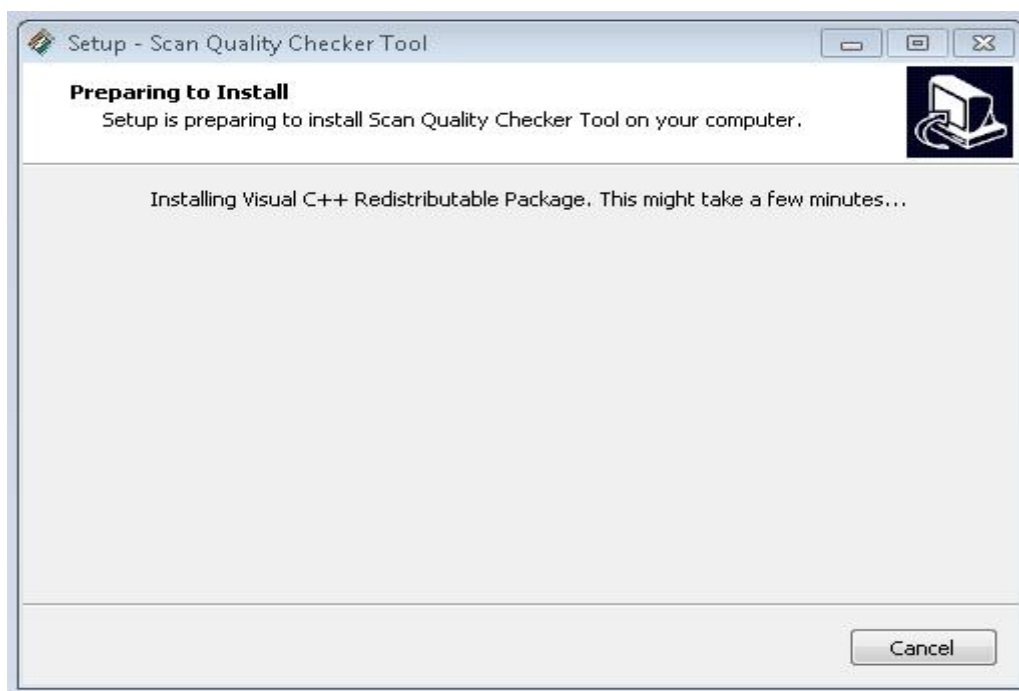 Setup - Scan Quality Checker Tool
Preparing to Install
Setup is preparing to install Scan Quality Checker Tool on your computer.
Installing Visual C++ Redistributable Package. This might take a few minutes...
Cancel